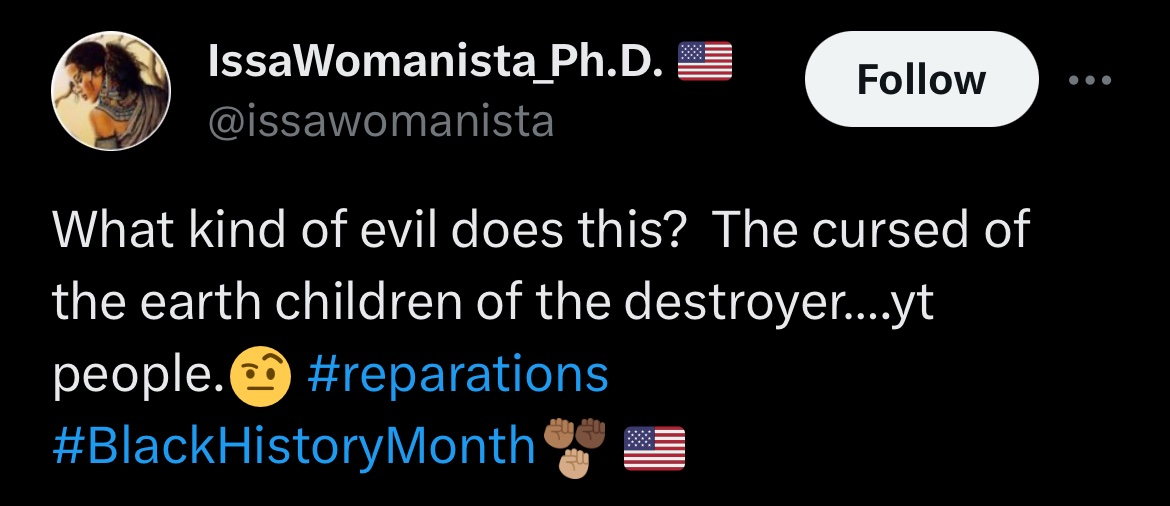 IssaWomanista_Ph.D. 🇺🇸
Follow
@issawomanista
What kind of evil does this?  The cursed of
the earth children of the destroyer....yt
people.🤨 #reparations
#BlackHistoryMonth✊🏾✊🏿✊🏼 🇺🇸